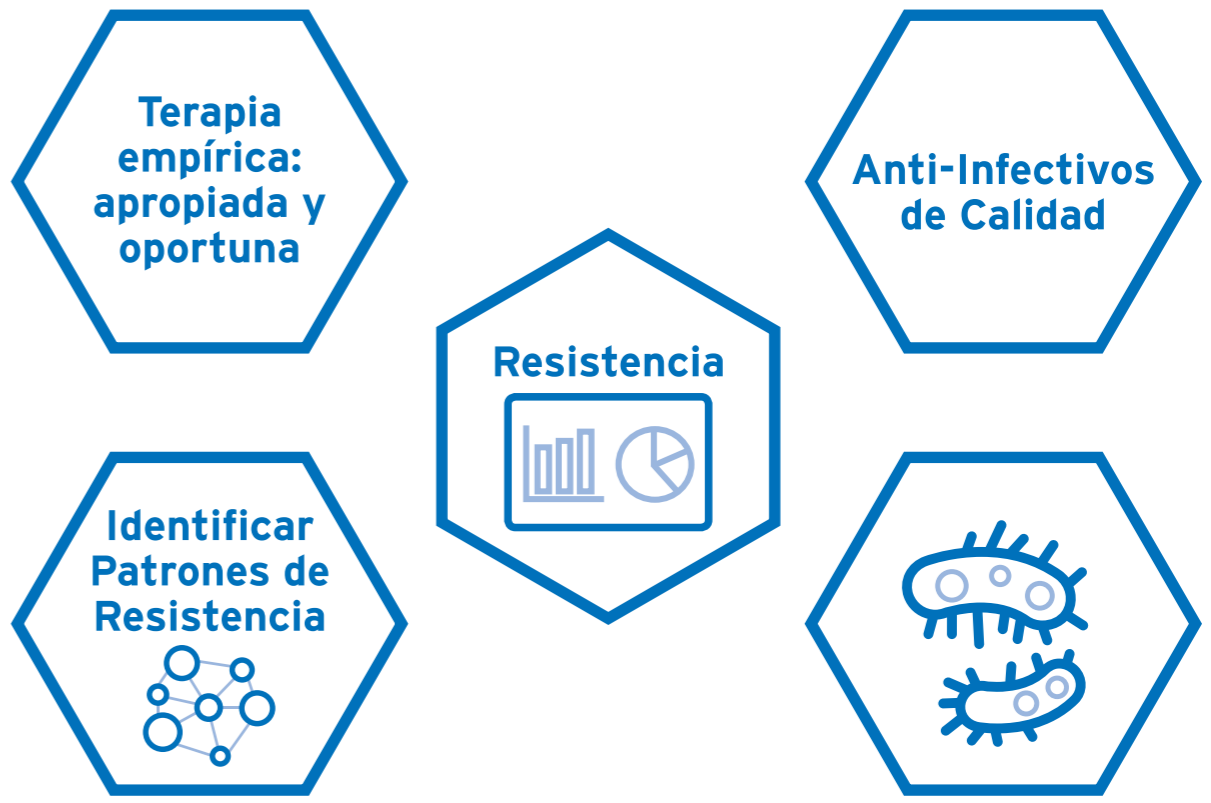 Terapia
empírica:
apropiada y
oportuna
Anti-Infectivos
de Calidad
Resistencia
Identificar
Patrones de
Resistencia